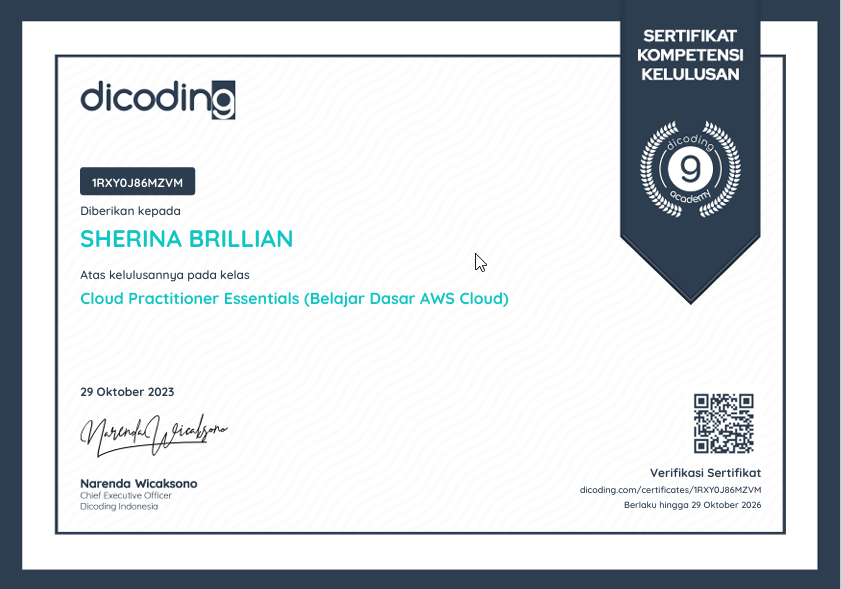 SERTIFIKAT
KOMPETENSI
KELULUSAN
dicoding
dicoding
9
academy
1RXY0J86MZVM
Diberikan kepada
SHERINA BRILLIAN
Atas kelulusannya pada kelas
Cloud Practitioner Essentials (Belajar Dasar AWS Cloud)
29 Oktober 2023
Narenda Wicaksono
Narenda Wicaksono
Chief Executive Officer
Dicoding Indonesia
Verifikasi Sertifikat
dicoding.com/certificates/1RXY0J86MZVM
Berlaku hingga 29 Oktober 2026